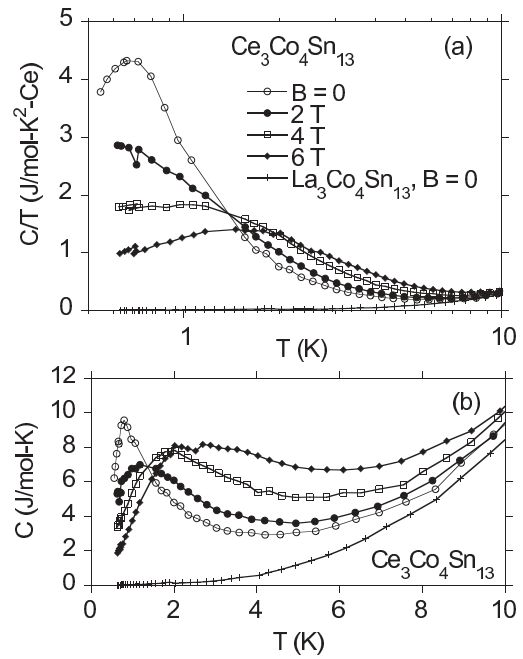 5
4
3
2
1
0
C/T (J/mol-K²-Ce)
Ce₃Co₄Sn₁₃
(a)
B = 0
2 T
4 T
6 T
La₃Co₄Sn₁₃, B = 0
1
10
T (K)
12
10
8
6
4
2
0
C (J/mol-K)
(b)
Ce₃Co₄Sn₁₃
0
2
4
6
8
10
T (K)